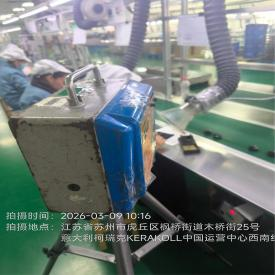 拍摄时间：2026-03-09 10:16
拍摄地点：江苏省苏州市虎丘区枫桥街道木桥街25号
意大利柯瑞克KERAKOLL中国运营中心西南